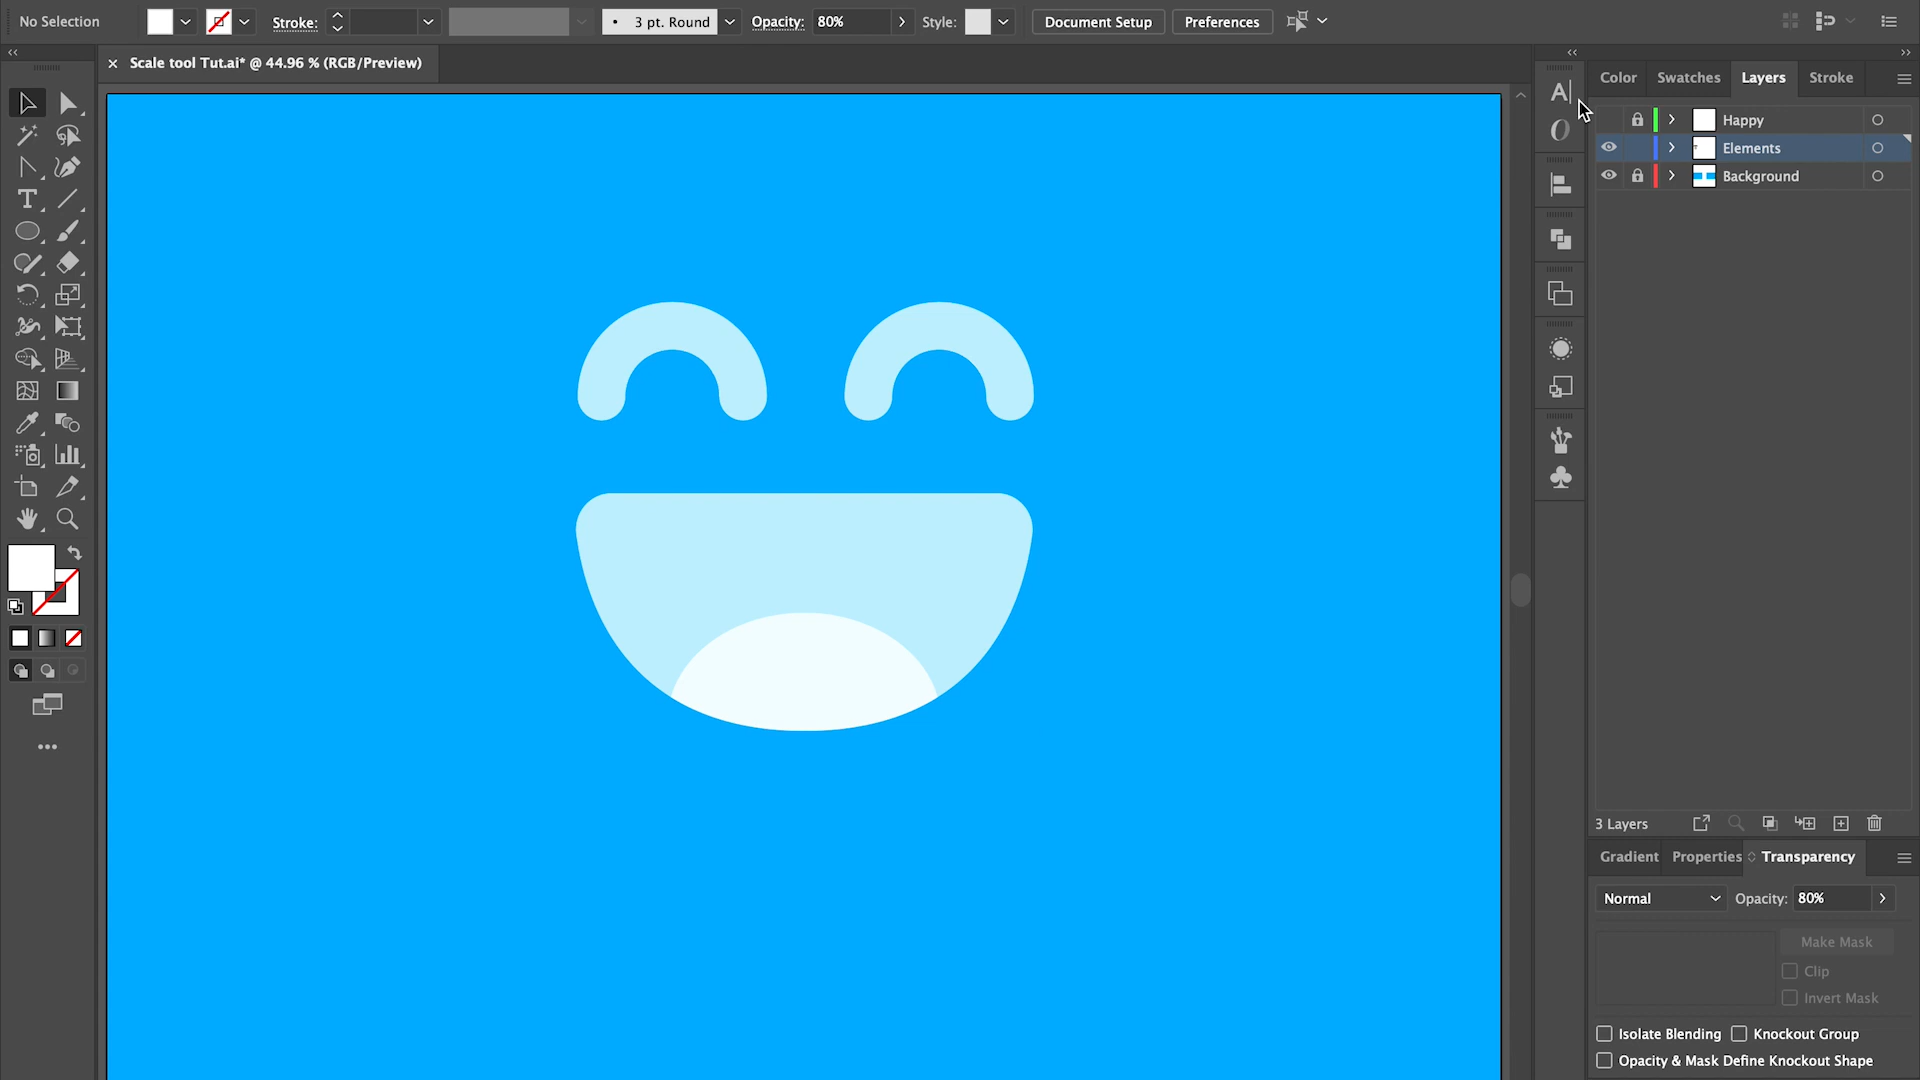 No Selection
Stroke:
3 pt. Round
Opacity: 80%
Style:
Document Setup
Preferences
Scale tool Tut.ai* @ 44.96 % (RGB/Preview)
Color
Swatches
Layers
Stroke
Happy
Elements
Background
3 Layers
Gradient
Properties
Transparency
Normal
Opacity: 80%
Make Mask
Clip
Invert Mask
Isolate Blending
Knockout Group
Opacity & Mask Define Knockout Shape